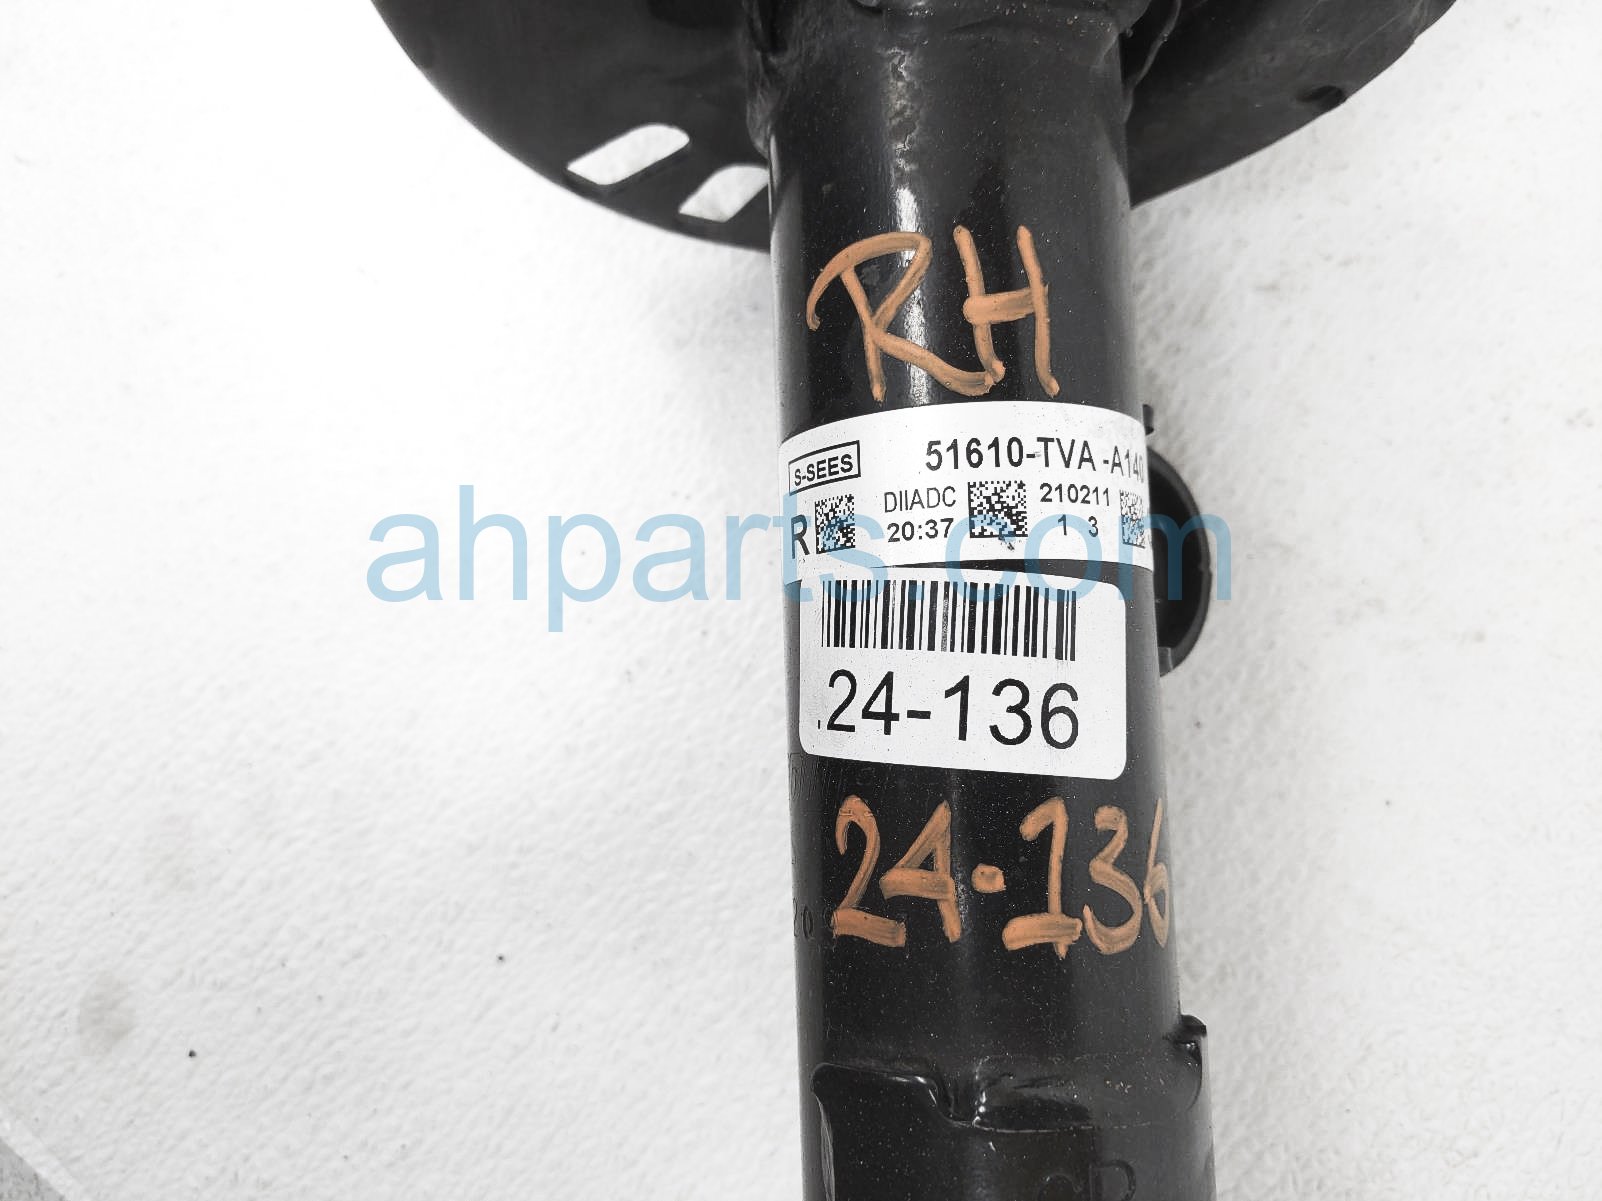 RH
S-SEES 51610-TVA-A140
R DIIADC 210211
20:37 1 3
ahparts.com
.24-136
24-136